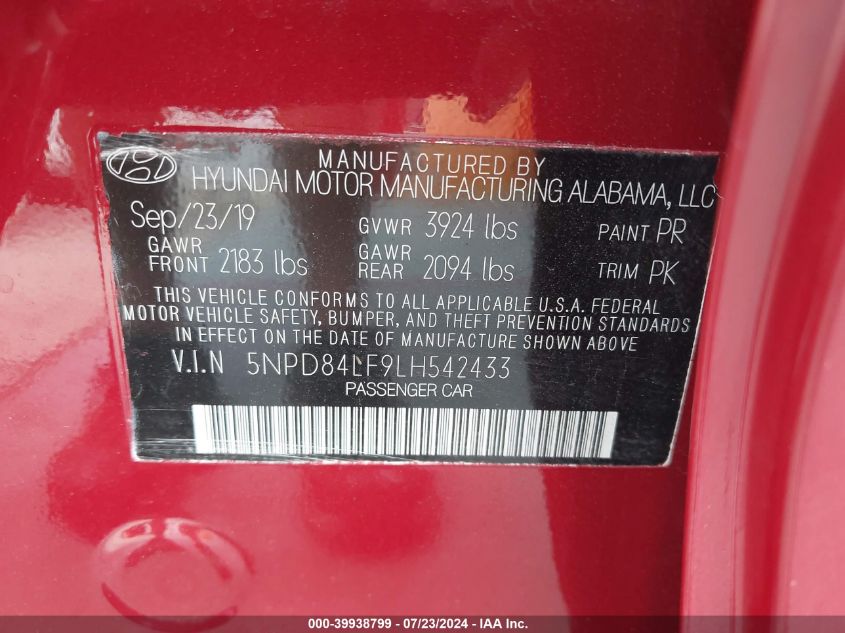 MANUFACTURED BY
HYUNDAI MOTOR MANUFACTURING ALABAMA, LLC
Sep/23/19 GVWR 3924 lbs PAINT PR
GAWR FRONT 2183 lbs GAWR REAR 2094 lbs TRIM PK
THIS VEHICLE CONFORMS TO ALL APPLICABLE U.S.A. FEDERAL
MOTOR VEHICLE SAFETY, BUMPER, AND THEFT PREVENTION STANDARDS
IN EFFECT ON THE DATE OF MANUFACTURE SHOWN ABOVE
V.I.N 5NPD84LF9LH542433
PASSENGER CAR
000-39938799 - 07/23/2024 - IAA Inc.